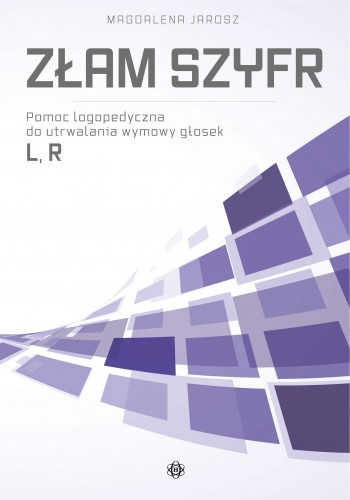 MAGDALENA JAROSZ
ZŁAM SZYFR
Pomoc logopedyczna
do utrwalania wymowy głosek
L, R
H